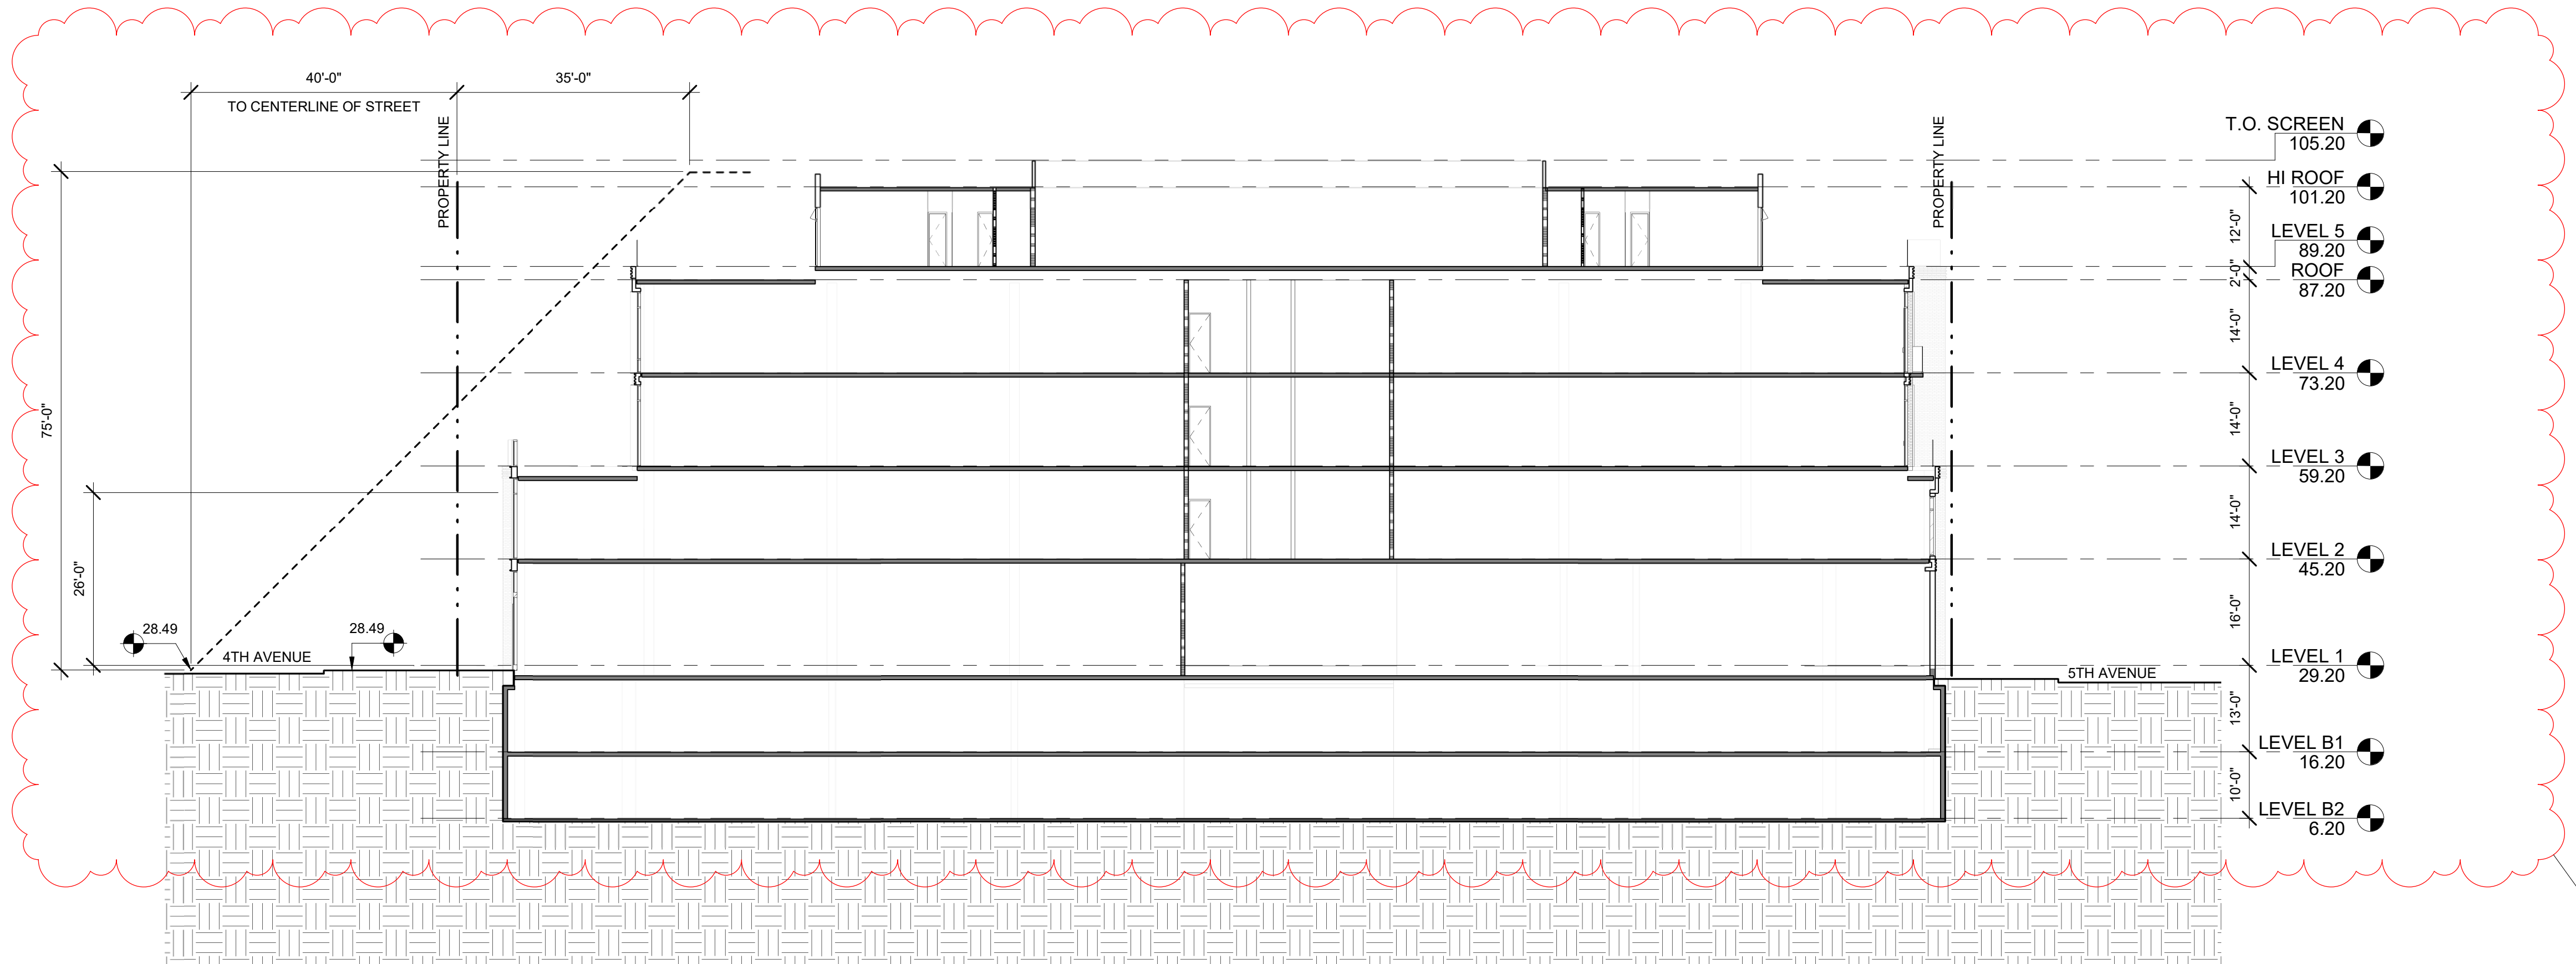 40'-0"
35'-0"
TO CENTERLINE OF STREET
PROPERTY LINE
PROPERTY LINE
T.O. SCREEN
105.20
HI ROOF
101.20
12'-0"
LEVEL 5
89.20
2'-0"
ROOF
87.20
14'-0"
LEVEL 4
73.20
75'-0"
14'-0"
LEVEL 3
59.20
14'-0"
LEVEL 2
45.20
26'-0"
16'-0"
28.49
28.49
4TH AVENUE
LEVEL 1
29.20
5TH AVENUE
13'-0"
LEVEL B1
16.20
10'-0"
LEVEL B2
6.20